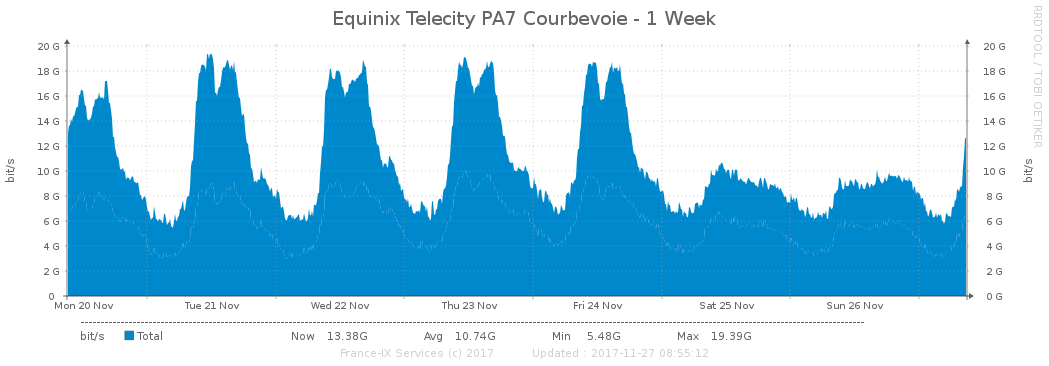 Equinix Telecity PA7 Courbevoie - 1 Week
RRDTOOL / TOBI OETIKER
bit/s
20 G 20 G
18 G 18 G
16 G 16 G
14 G 14 G
12 G 12 G
10 G 10 G
8 G 8 G
6 G 6 G
4 G 4 G
2 G 2 G
0 0 G
bit/s
Mon 20 Nov Tue 21 Nov Wed 22 Nov Thu 23 Nov Fri 24 Nov Sat 25 Nov Sun 26 Nov
bit/s Total Now 13.38G Avg 10.74G Min 5.48G Max 19.39G
France-IX Services (c) 2017 Updated : 2017-11-27 08:55:12